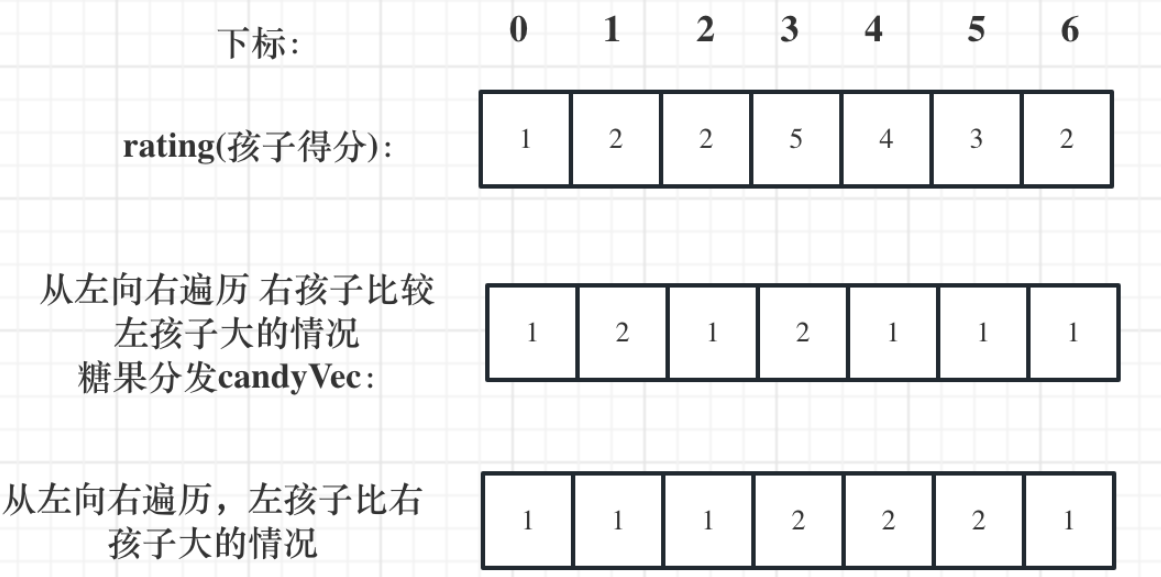 下标: 0 1 2 3 4 5 6
rating(孩子得分): 1 2 2 5 4 3 2
从左向右遍历 右孩子比较
左孩子大的情况
糖果分发candyVec: 1 2 1 2 1 1 1
从左向右遍历，左孩子比右
孩子大的情况 1 1 1 2 2 2 1